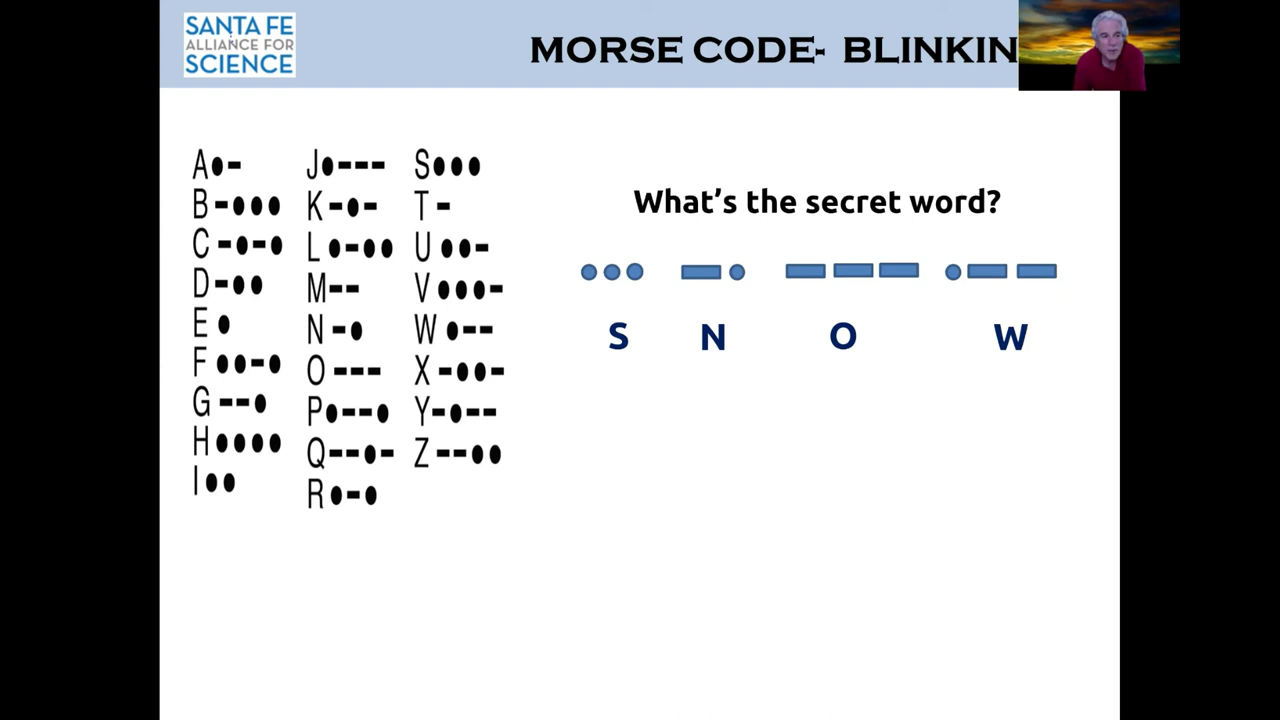 SANTA FE
ALLIANCE FOR
SCIENCE
MORSE CODE- BLINKIN
A●-
B-●●●
C-●-●
D-●●
E●
F●●-●
G--●
H●●●●
I●●
J●---
K-●-
L●-●●
M--
N-●
O---
P●--●
Q--●-
R●-●
S●●●
T-
U●●-
V●●●-
W●--
X-●●-
Y-●--
Z--●●
What's the secret word?
S N O W